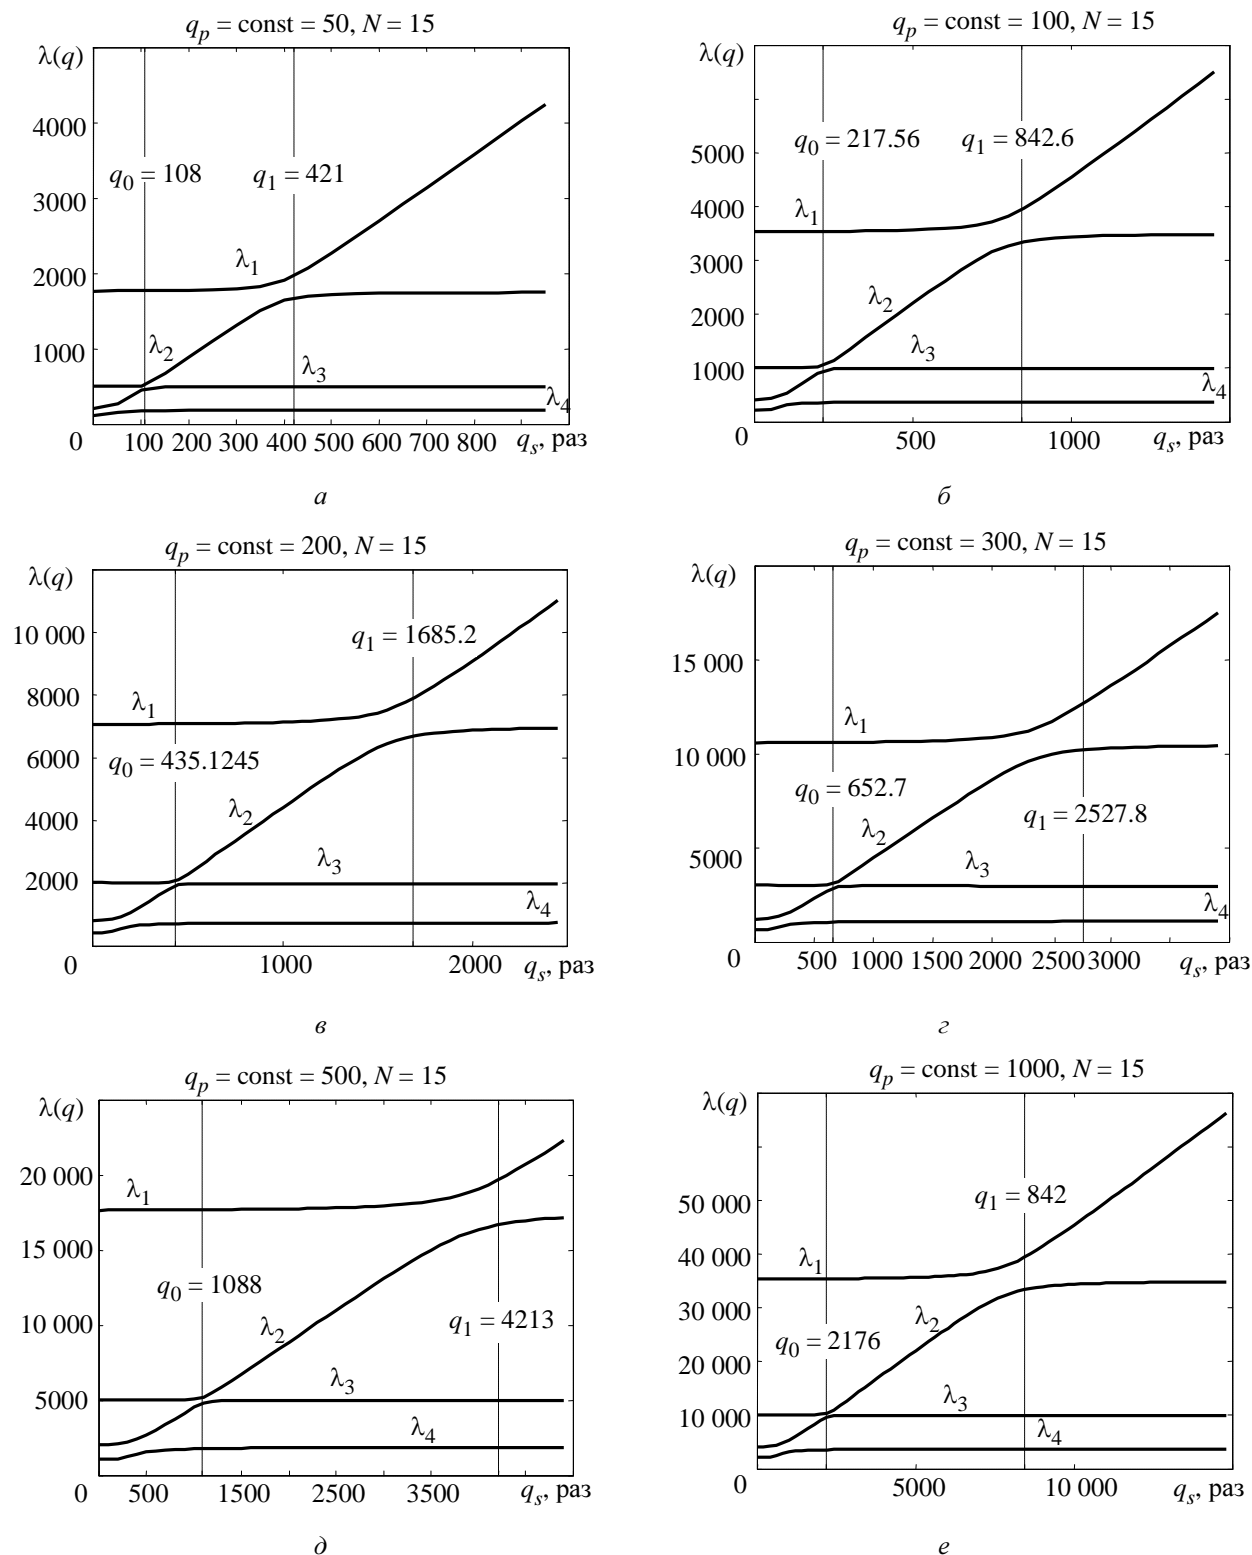 q_p = const = 50, N = 15
λ(q)
4000
3000
2000
1000
0
q_0 = 108
q_1 = 421
λ_1
λ_2
λ_3
λ_4
100 200 300 400 500 600 700 800 q_s, раз
а
q_p = const = 100, N = 15
λ(q)
5000
4000
3000
2000
1000
0
q_0 = 217.56
q_1 = 842.6
λ_1
λ_2
λ_3
λ_4
500 1000 q_s, раз
б
q_p = const = 200, N = 15
λ(q)
10 000
8000
6000
4000
2000
0
q_1 = 1685.2
λ_1
q_0 = 435.1245
λ_2
λ_3
λ_4
1000 2000 q_s, раз
в
q_p = const = 300, N = 15
λ(q)
15 000
10 000
5000
0
λ_1
q_0 = 652.7
q_1 = 2527.8
λ_2
λ_3
λ_4
500 1000 1500 2000 2500 3000 q_s, раз
г
q_p = const = 500, N = 15
λ(q)
20 000
15 000
10 000
5000
0
λ_1
q_0 = 1088
q_1 = 4213
λ_2
λ_3
λ_4
500 1500 2500 3500 q_s, раз
д
q_p = const = 1000, N = 15
λ(q)
50 000
40 000
30 000
20 000
10 000
0
q_1 = 842
λ_1
λ_2
q_0 = 2176
λ_3
λ_4
5000 10 000 q_s, раз
е